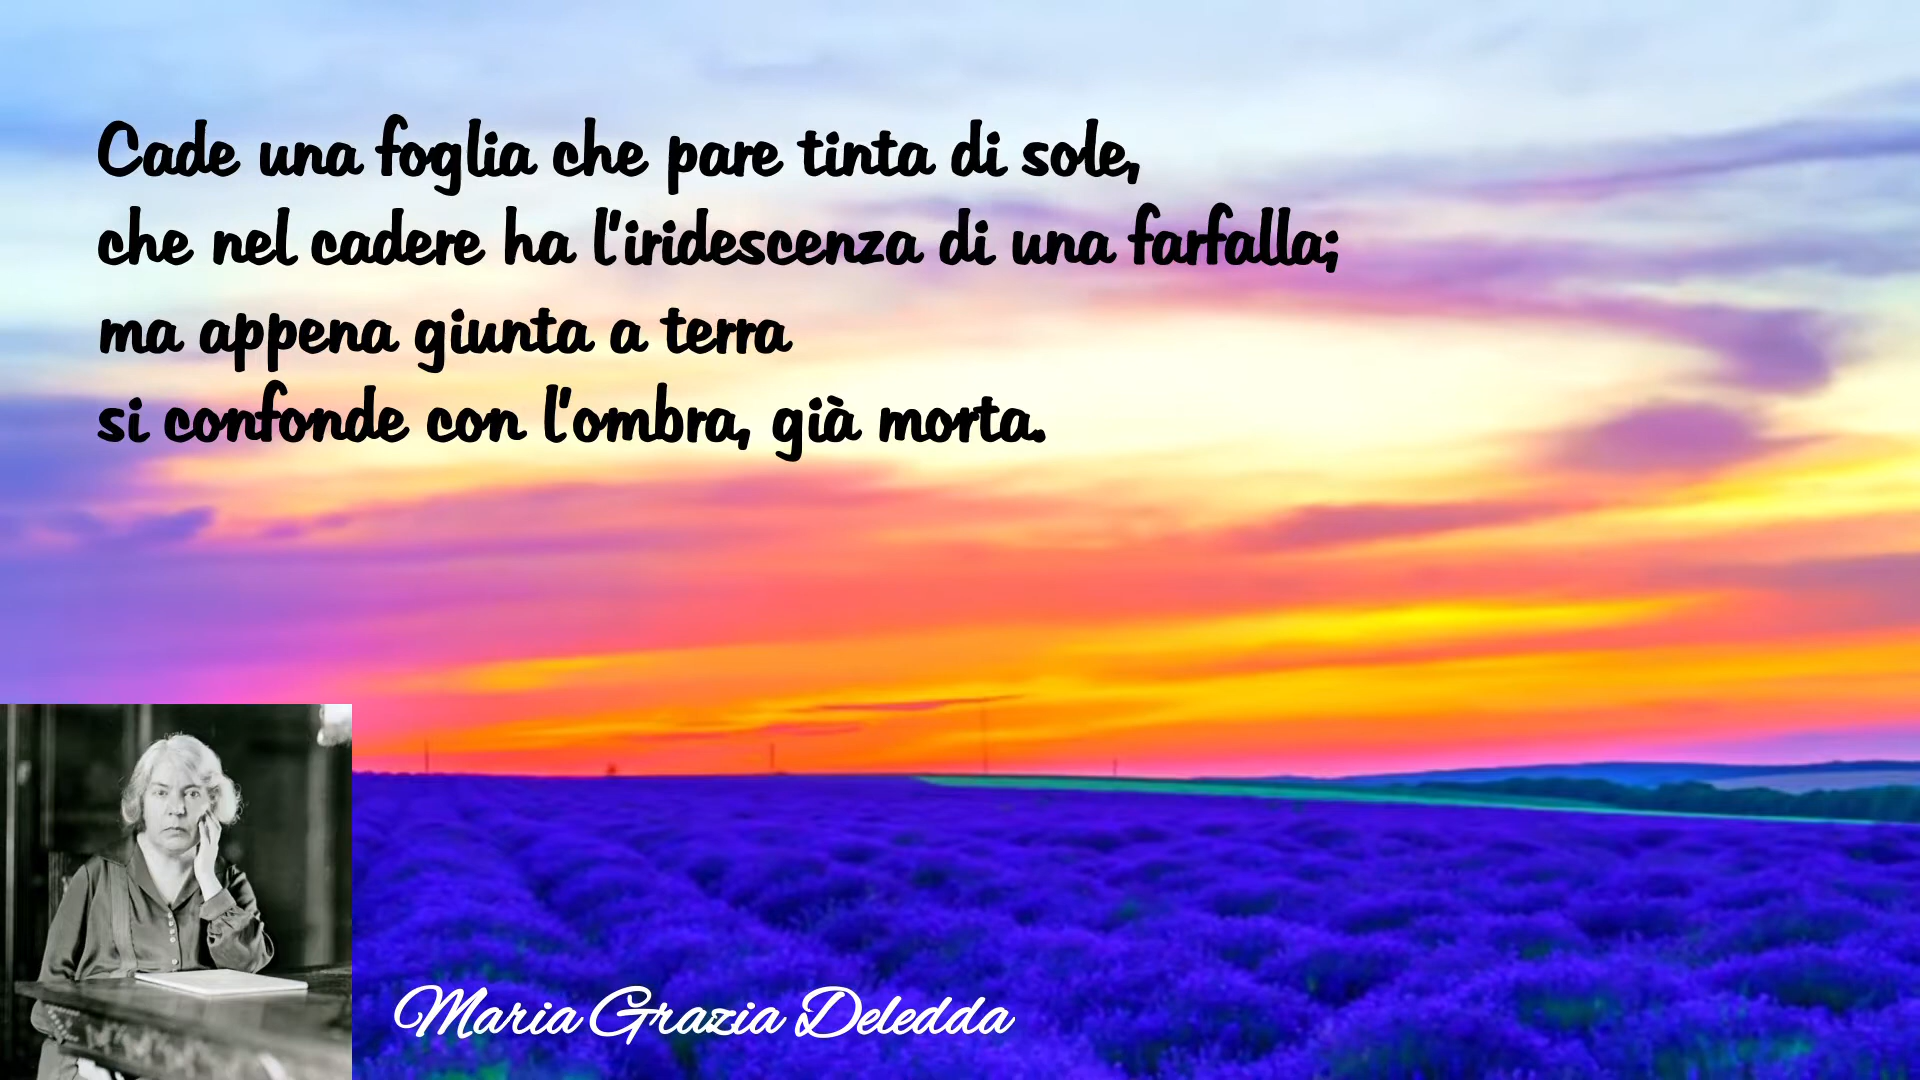 Cade una foglia che pare tinta di sole,
che nel cadere ha l'iridescenza di una farfalla;
ma appena giunta a terra
si confonde con l'ombra, già morta.
Maria Grazia Deledda